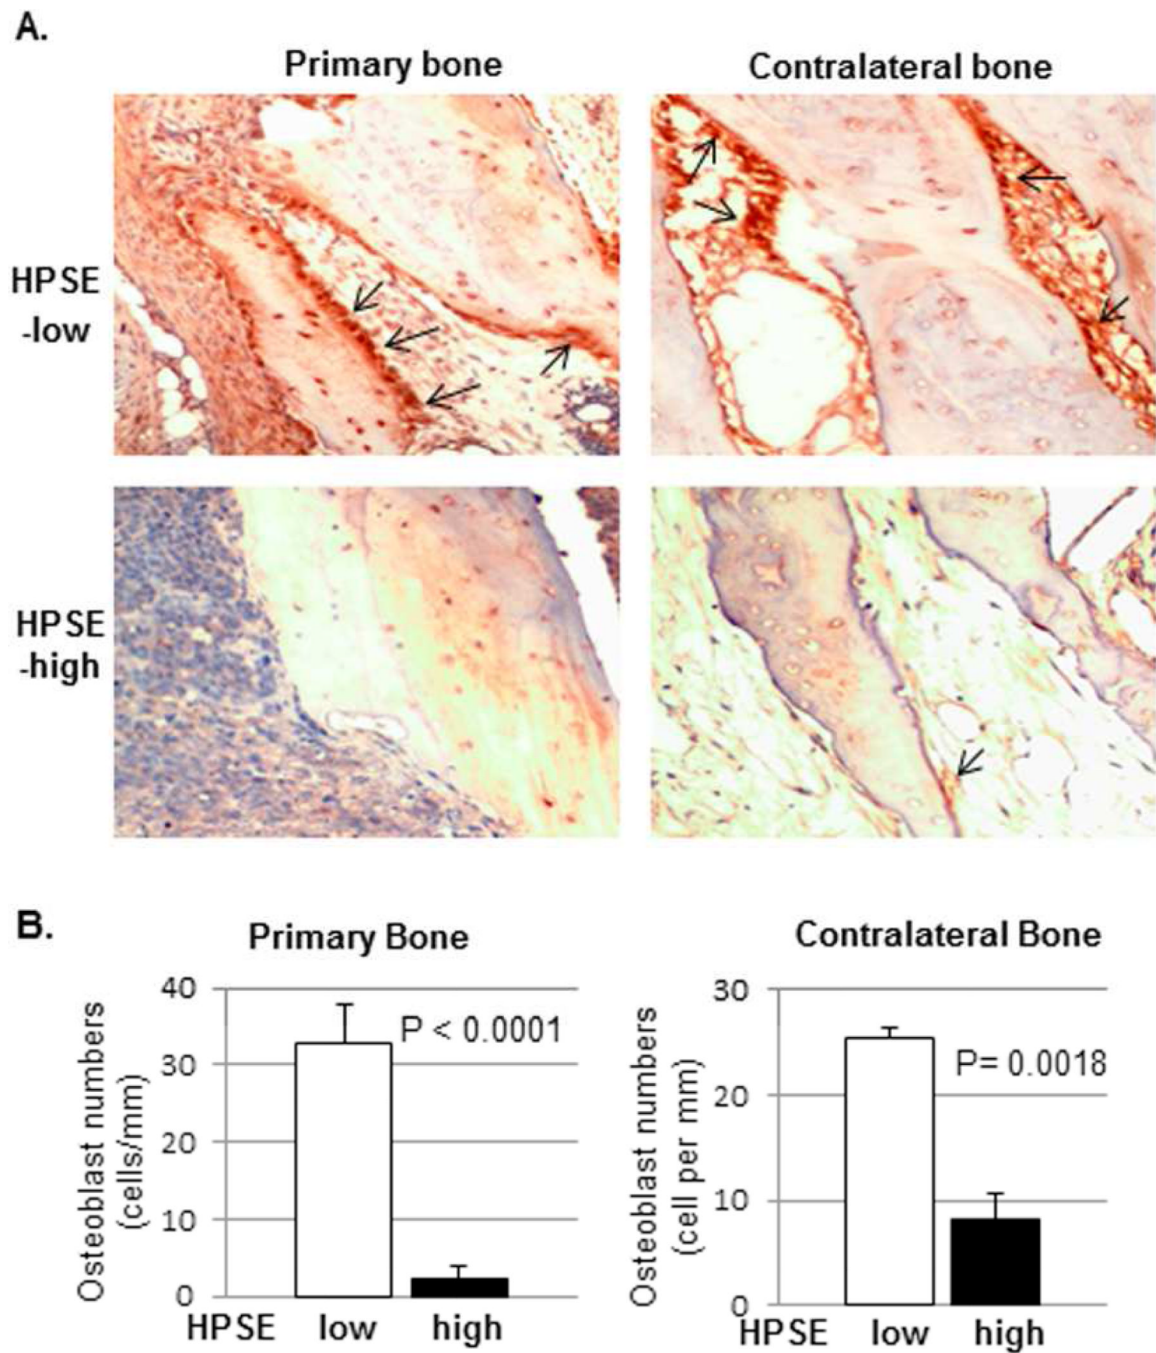 A.
Primary bone
Contralateral bone
HPSE
-low
HPSE
-high
B.
Primary Bone
Contralateral Bone
Osteoblast numbers
(cells/mm)
40
30
20
10
0
P < 0.0001
HPSE low high
Osteoblast numbers
(cell per mm)
30
20
10
0
P= 0.0018
HPSE low high